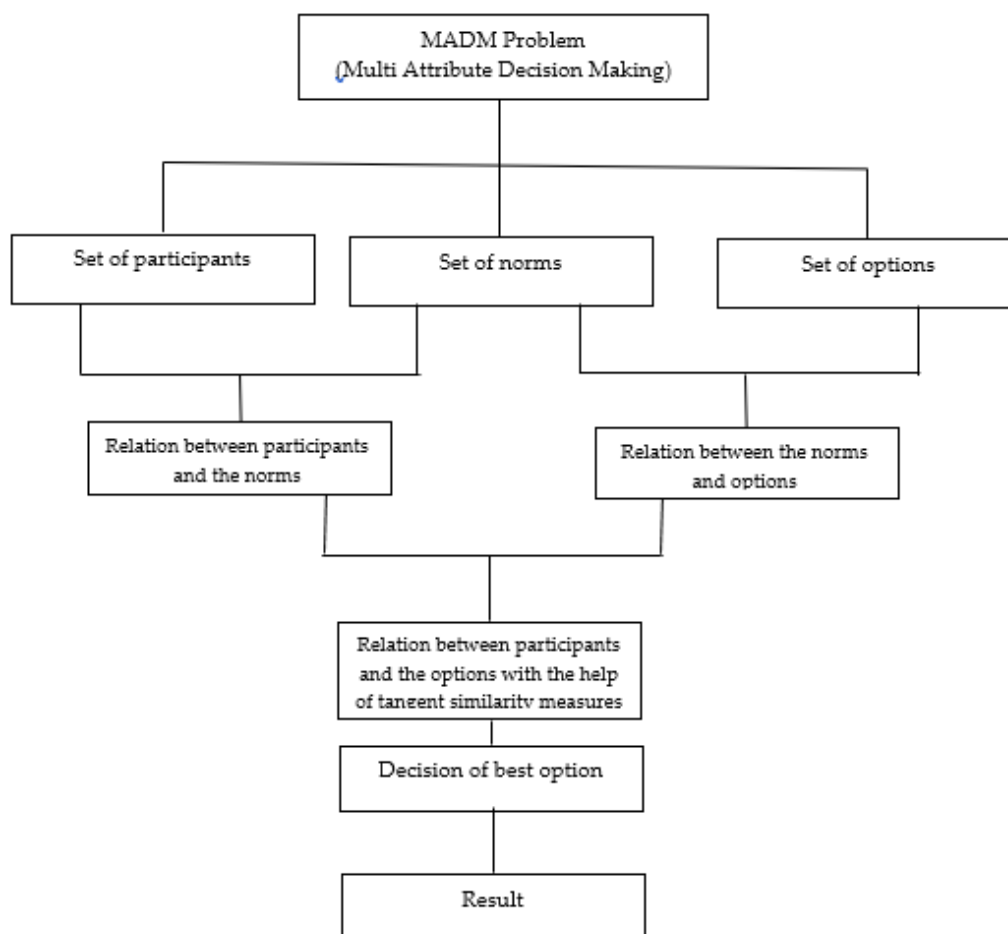 MADM Problem
(Multi Attribute Decision Making)
Set of participants
Set of norms
Set of options
Relation between participants
and the norms
Relation between the norms
and options
Relation between participants
and the options with the help
of tangent similarity measures
Decision of best option
Result